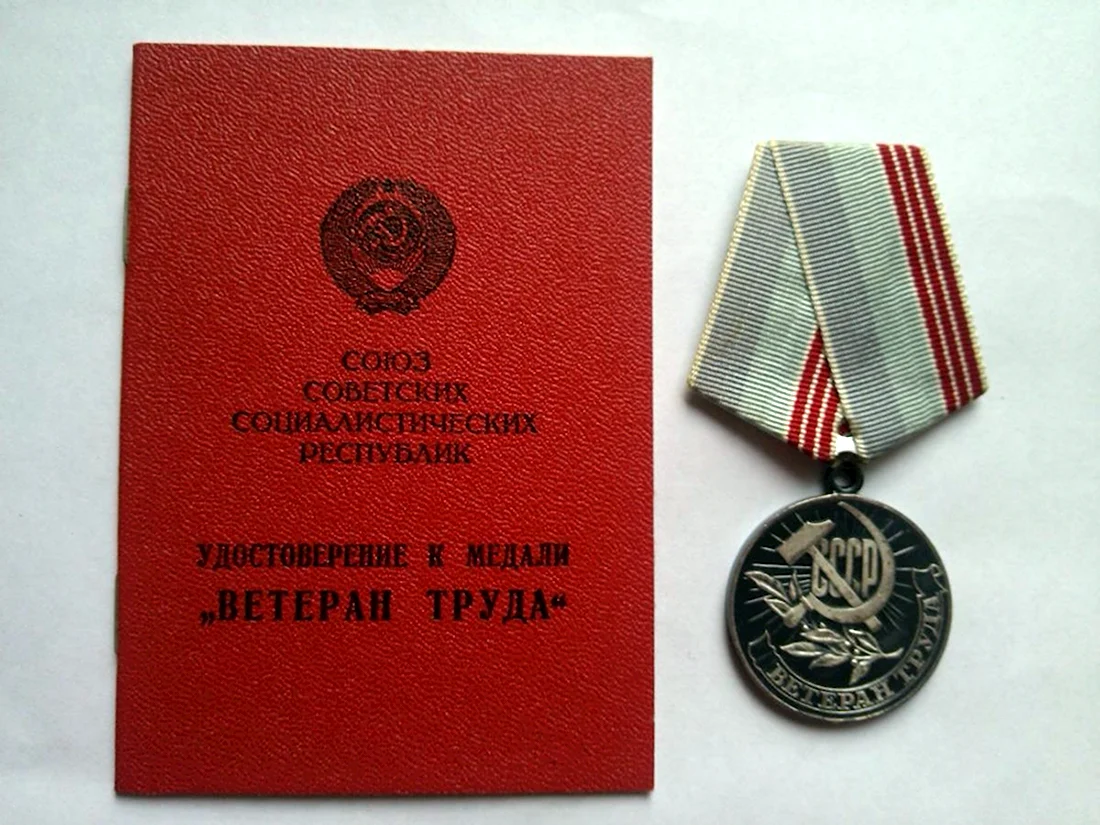 СОЮЗ
СОВЕТСКИХ
СОЦИАЛИСТИЧЕСКИХ
РЕСПУБЛИК
УДОСТОВЕРЕНИЕ К МЕДАЛИ
„ВЕТЕРАН ТРУДА“
СССР
ВЕТЕРАН ТРУДА